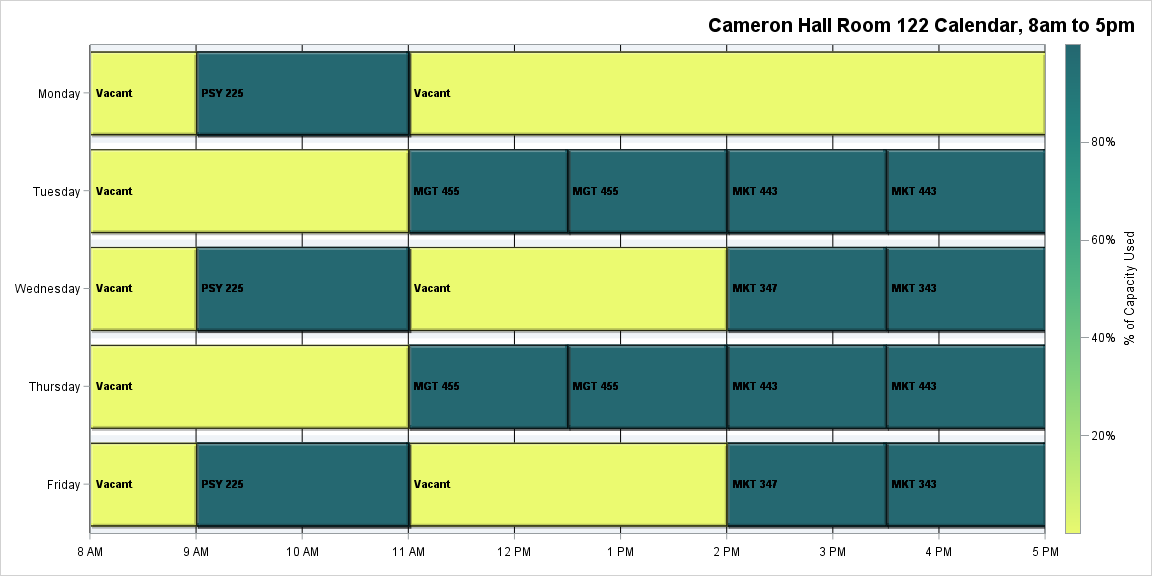 Cameron Hall Room 122 Calendar, 8am to 5pm
Monday
Vacant
PSY 225
Vacant
Tuesday
Vacant
MGT 455
MGT 455
MKT 443
MKT 443
Wednesday
Vacant
PSY 225
Vacant
MKT 347
MKT 343
Thursday
Vacant
MGT 455
MGT 455
MKT 443
MKT 443
Friday
Vacant
PSY 225
Vacant
MKT 347
MKT 343
8 AM
9 AM
10 AM
11 AM
12 PM
1 PM
2 PM
3 PM
4 PM
5 PM
80%
60%
40%
20%
% of Capacity Used